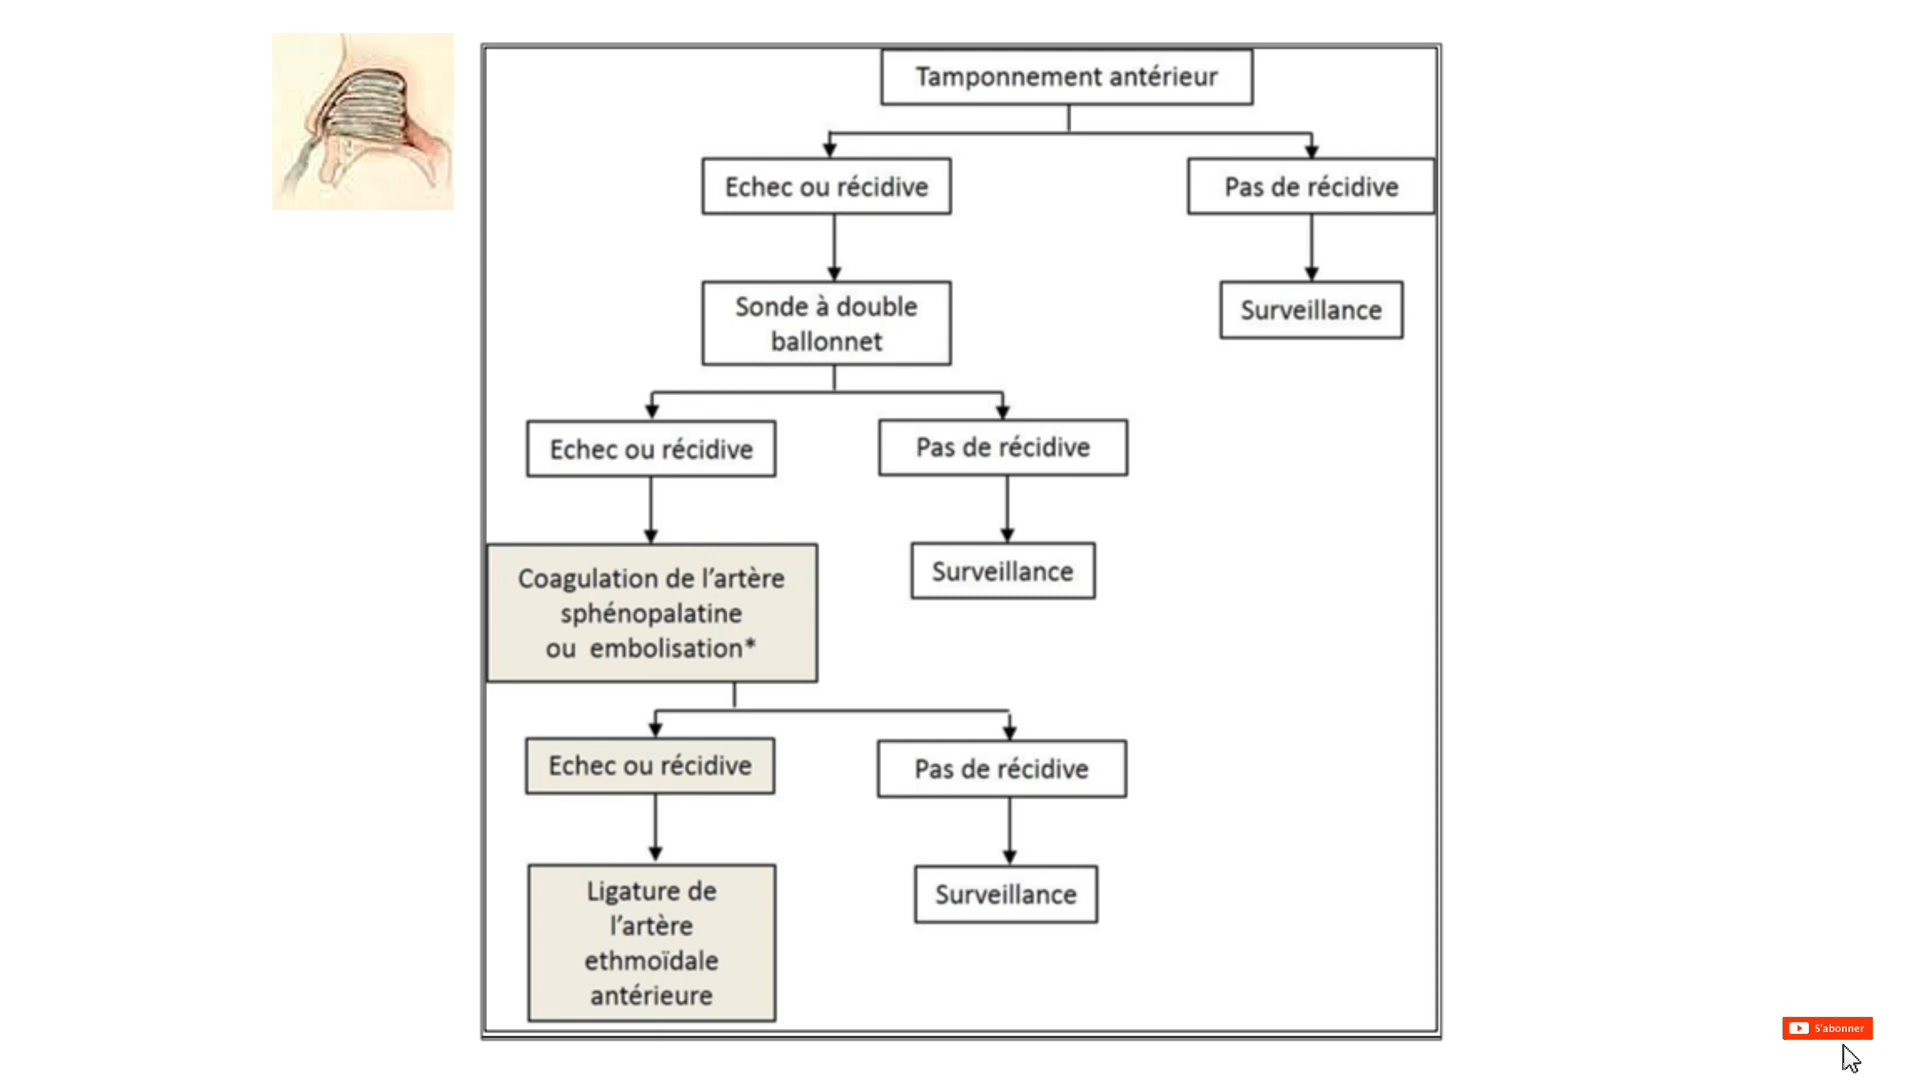 Tamponnement antérieur
Echec ou récidive
Pas de récidive
Sonde à double
ballonnet
Surveillance
Echec ou récidive
Pas de récidive
Coagulation de l’artère
sphénopalatine
ou embolisation*
Surveillance
Echec ou récidive
Pas de récidive
Ligature de
l’artère
ethmoïdale
antérieure
Surveillance
S'abonner